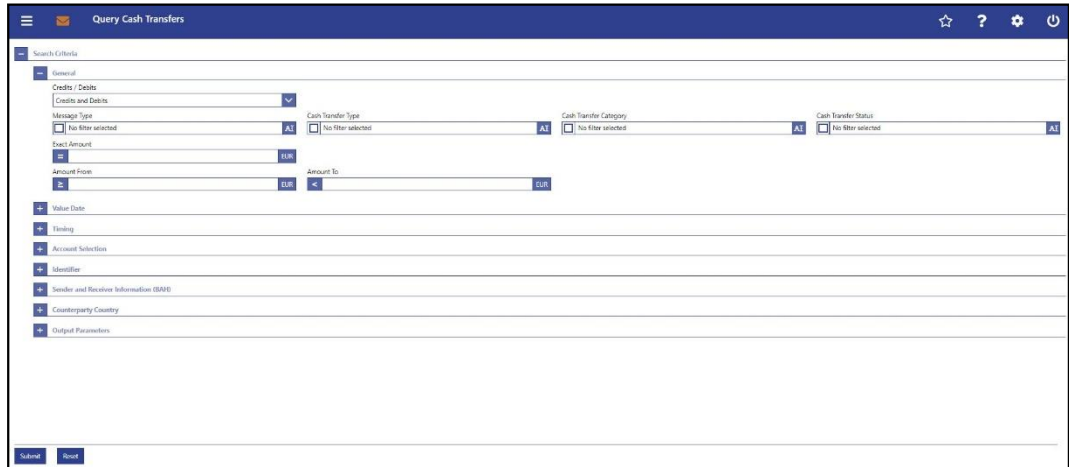 Query Cash Transfers
?
− Search Criteria
− General
Credits / Debits
Credits and Debits
Message Type Cash Transfer Type Cash Transfer Category Cash Transfer Status
No filter selected AI No filter selected AI No filter selected AI No filter selected AI
Exact Amount
= EUR
Amount From Amount To
≥ EUR < EUR
+ Value Date
+ Timing
+ Account Selection
+ Identifier
+ Sender and Receiver Information (BAH)
+ Counterparty Country
+ Output Parameters
Submit Reset